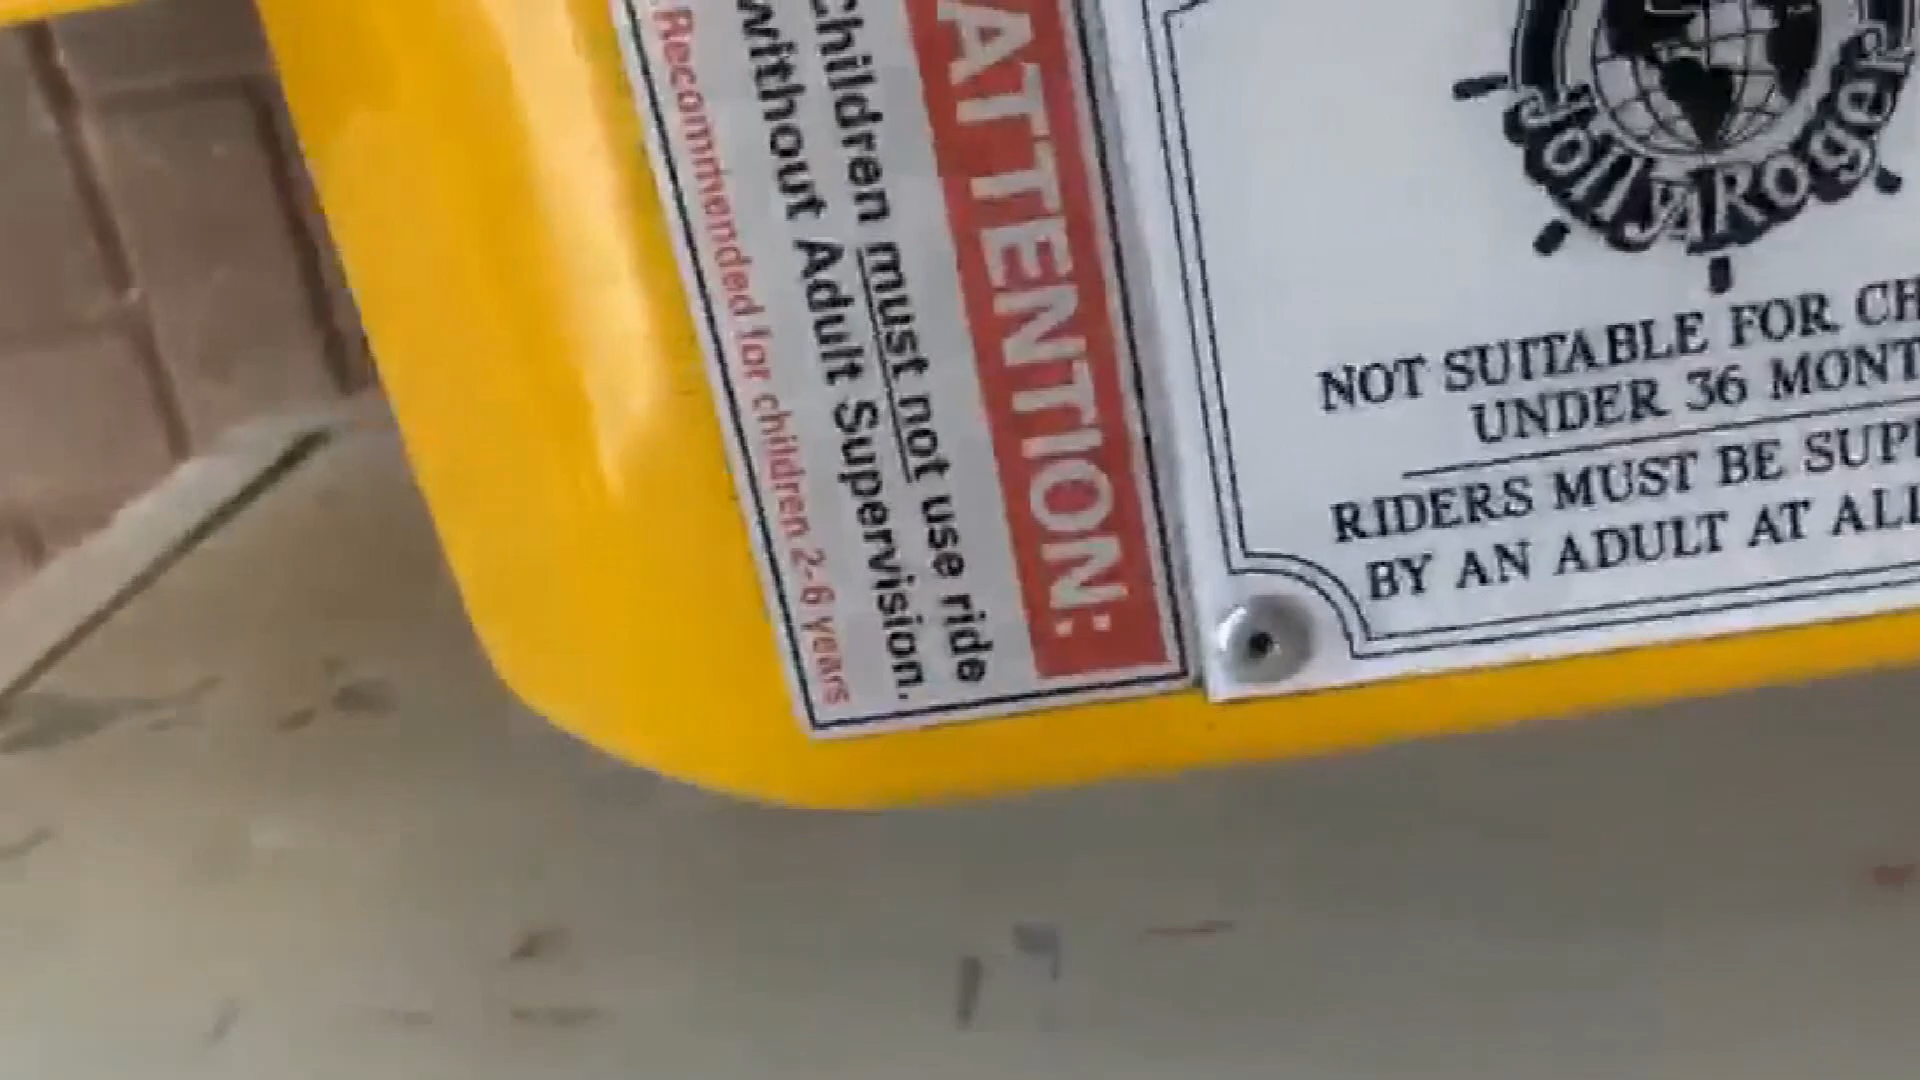 ATTENTION:
Children must not use ride
without Adult Supervision.
Recommended for children 2-6 years
Jolly Roger
NOT SUITABLE FOR
UNDER 36
RIDERS MUST BE
BY AN ADULT AT ALL